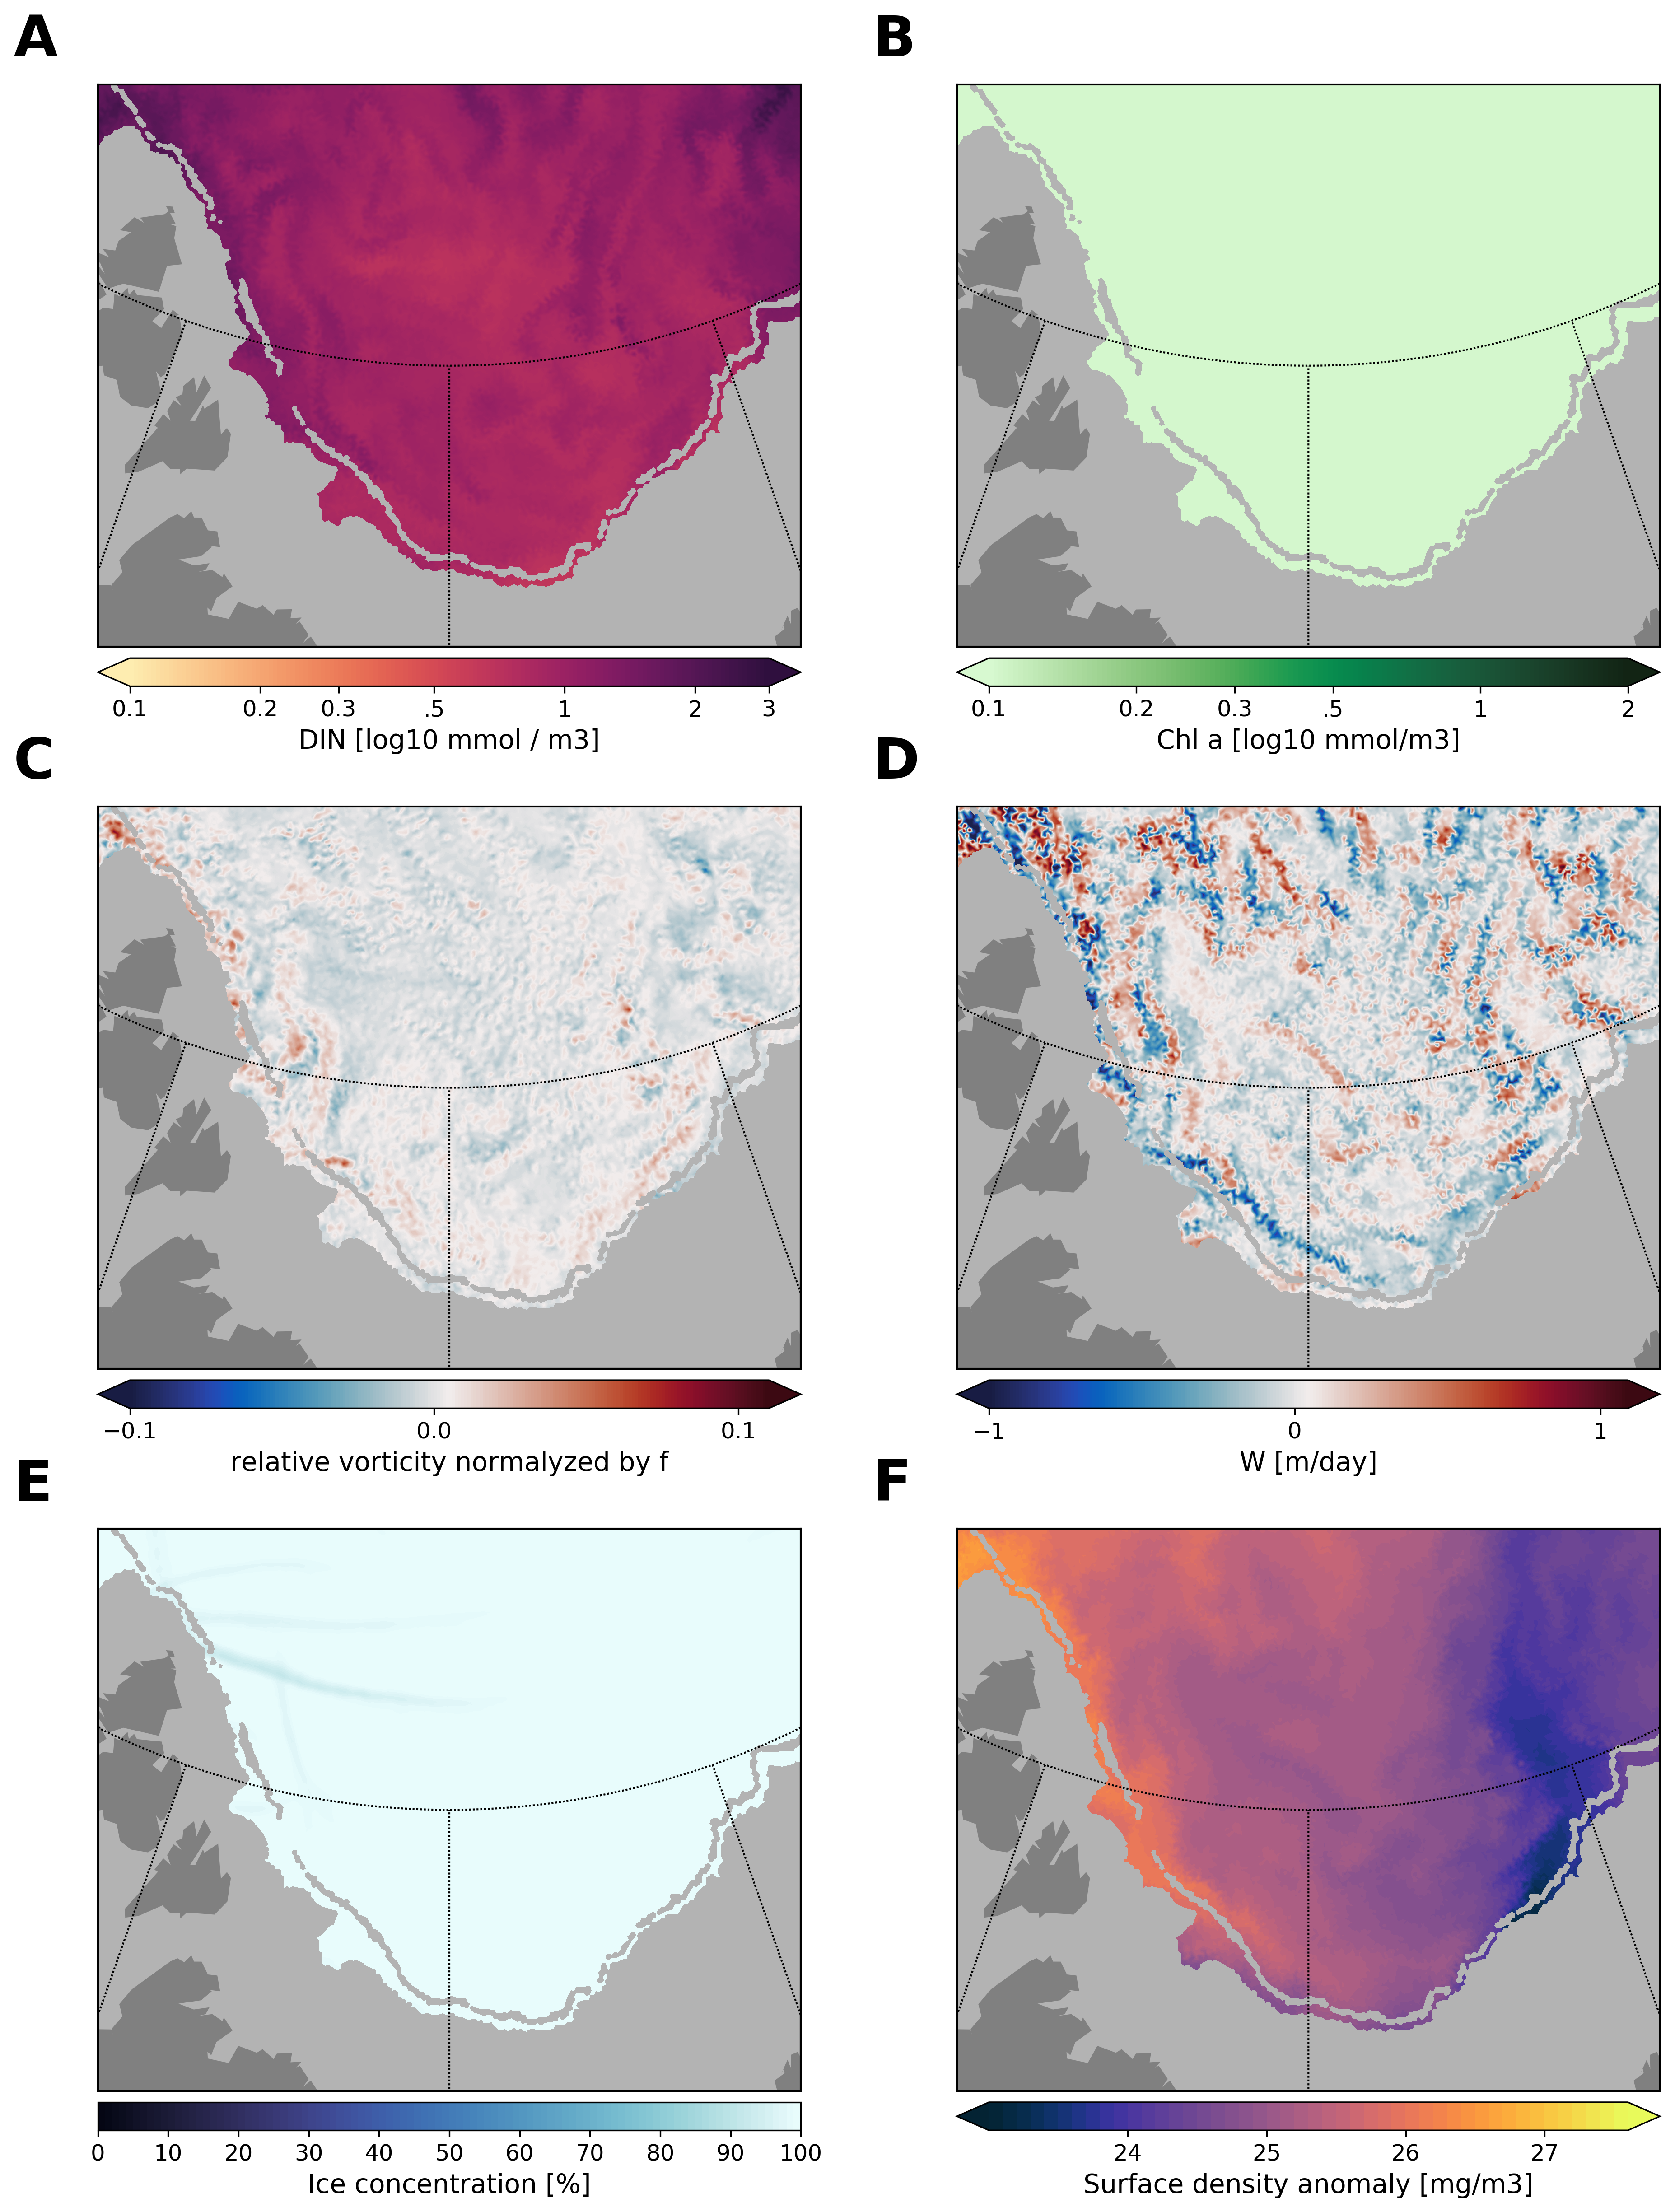 A
B
0.1 0.2 0.3 .5 1 2 3
DIN [log10 mmol / m3]
0.1 0.2 0.3 .5 1 2
Chl a [log10 mmol/m3]
C
D
−0.1 0.0 0.1
relative vorticity normalyzed by f
−1 0 1
W [m/day]
E
F
0 10 20 30 40 50 60 70 80 90 100
Ice concentration [%]
24 25 26 27
Surface density anomaly [mg/m3]